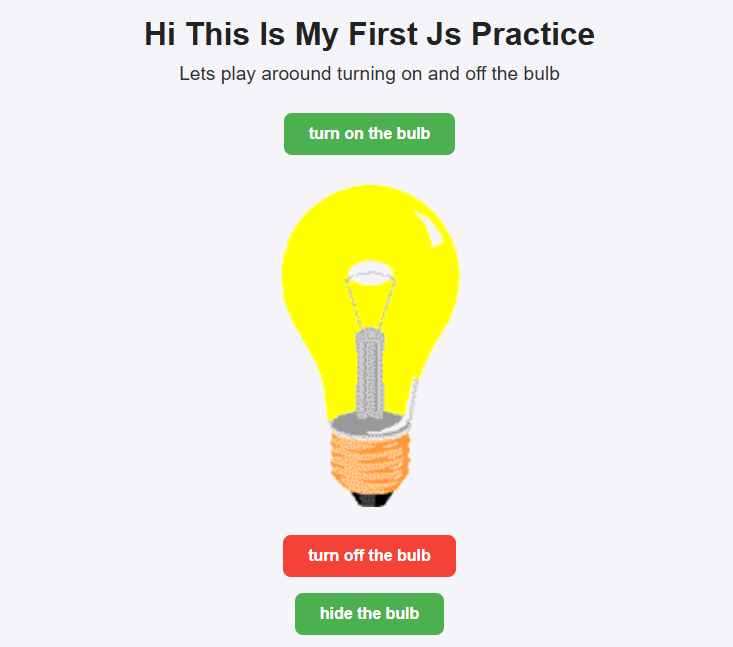 Hi This Is My First Js Practice
Lets play aroound turning on and off the bulb
turn on the bulb
turn off the bulb
hide the bulb